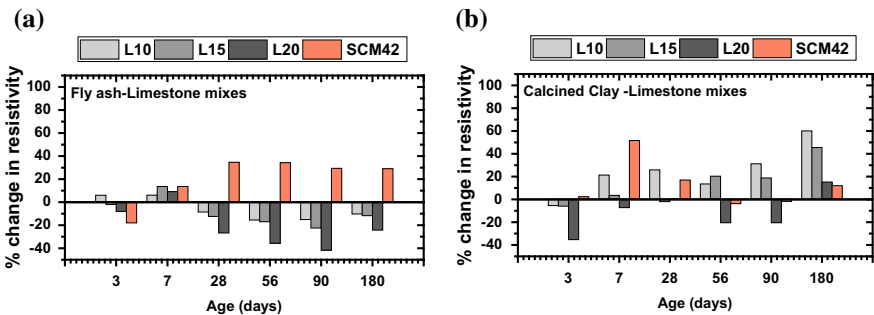 (a)
L10 L15 L20 SCM42
Fly ash-Limestone mixes
% change in resistivity
100
80
60
40
20
0
-20
-40
3 7 28 56 90 180
Age (days)
(b)
L10 L15 L20 SCM42
Calcined Clay -Limestone mixes
% change in resistivity
100
80
60
40
20
0
-20
-40
3 7 28 56 90 180
Age (days)